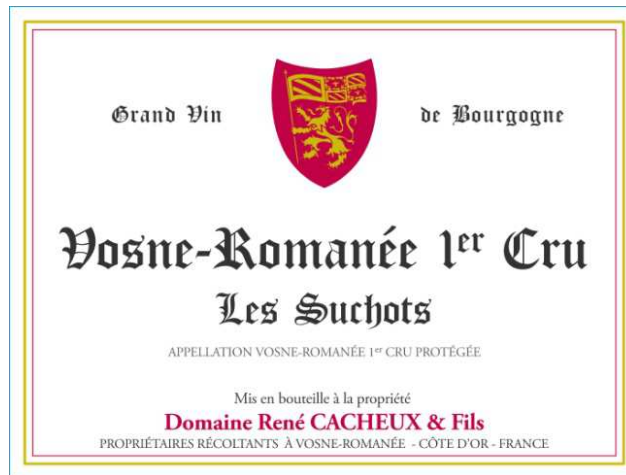 Grand Vin de Bourgogne
Vosne-Romanée 1er Cru
Les Suchots
APPELLATION VOSNE-ROMANÉE 1er CRU PROTÉGÉE
Mis en bouteille à la propriété
Domaine René CACHEUX & Fils
PROPRIÉTAIRES RÉCOLTANTS À VOSNE-ROMANÉE - CÔTE D'OR - FRANCE